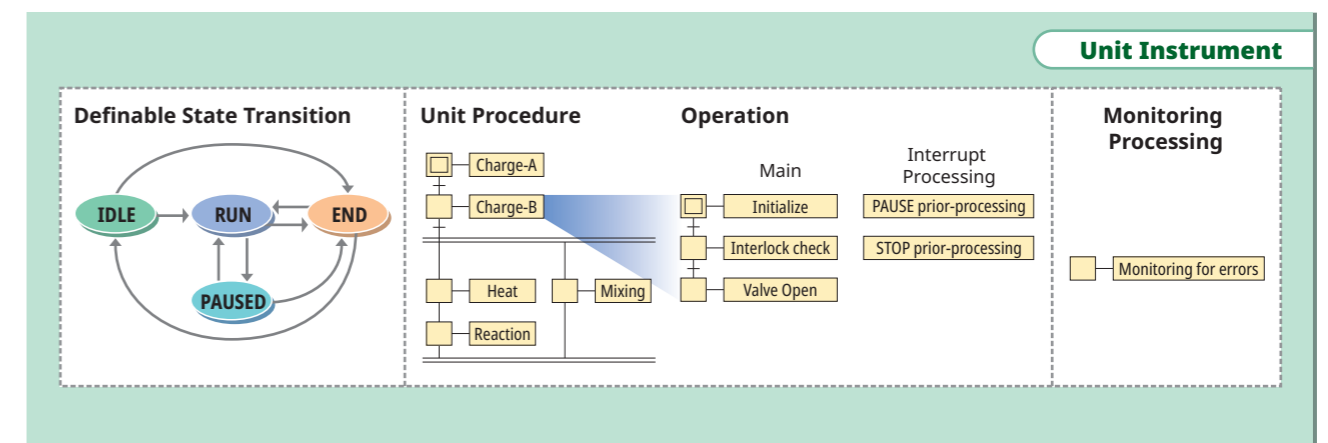 Unit Instrument
Definable State Transition
IDLE
RUN
END
PAUSED
Unit Procedure
Charge-A
Charge-B
Heat
Mixing
Reaction
Operation
Main
Initialize
Interlock check
Valve Open
Interrupt
Processing
PAUSE prior-processing
STOP prior-processing
Monitoring
Processing
Monitoring for errors